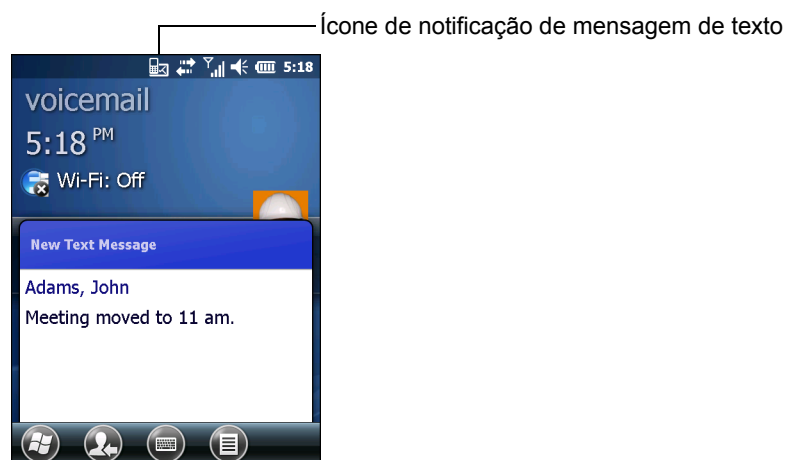 Ícone de notificação de mensagem de texto
5:18
voicemail
5:18 PM
Wi-Fi: Off
New Text Message
Adams, John
Meeting moved to 11 am.